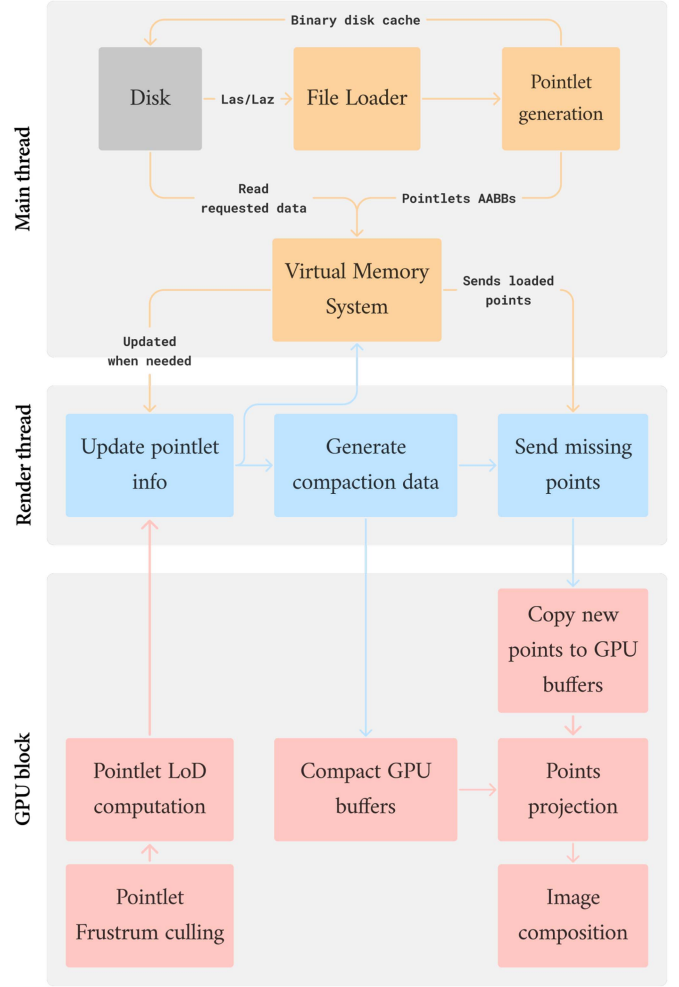 Main thread
Binary disk cache
Disk
Las/Laz
File Loader
Pointlet
generation
Read
requested data
Pointlets AABBs
Virtual Memory
System
Sends loaded
points
Updated
when needed
Render thread
Update pointlet
info
Generate
compaction data
Send missing
points
GPU block
Copy new
points to GPU
buffers
Pointlet LoD
computation
Compact GPU
buffers
Points
projection
Pointlet
Frustrum culling
Image
composition